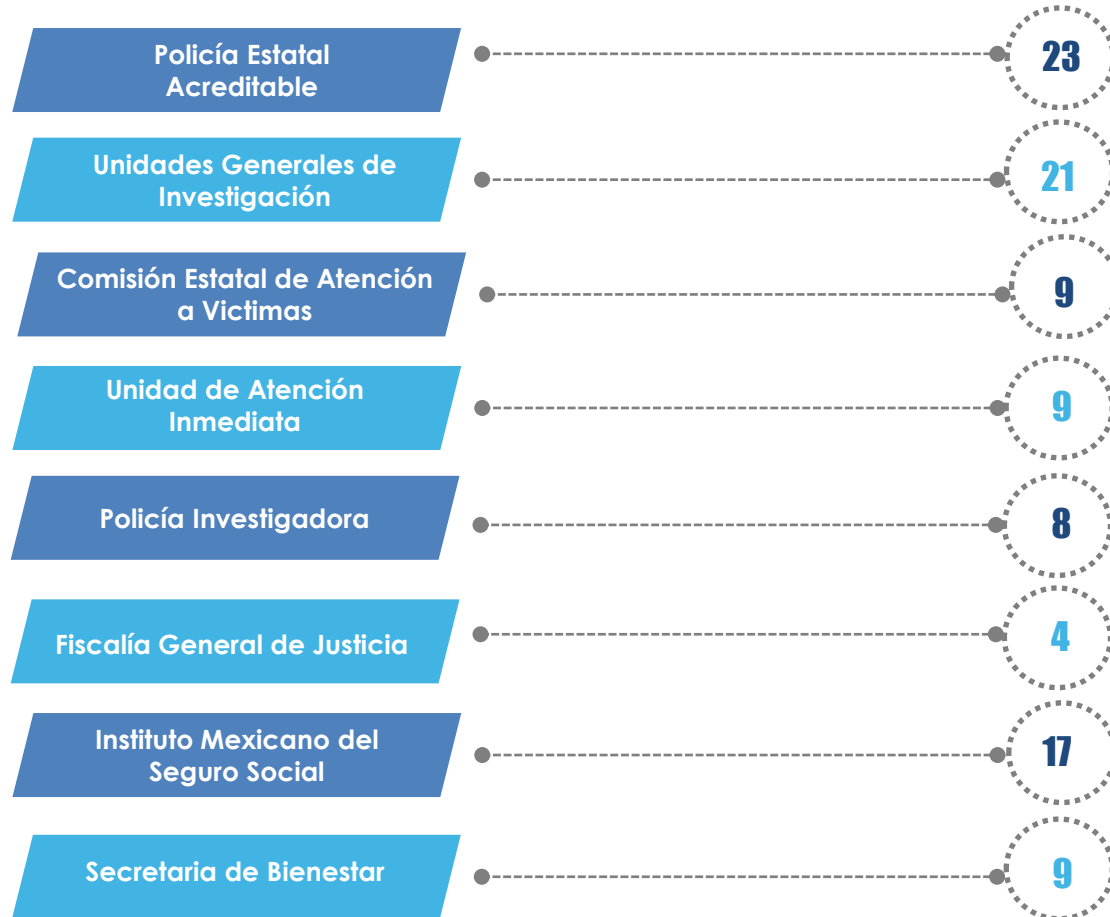 Policía Estatal
Acreditable
23
Unidades Generales de
Investigación
21
Comisión Estatal de Atención
a Victimas
9
Unidad de Atención
Inmediata
9
Policía Investigadora
8
Fiscalía General de Justicia
4
Instituto Mexicano del
Seguro Social
17
Secretaria de Bienestar
9